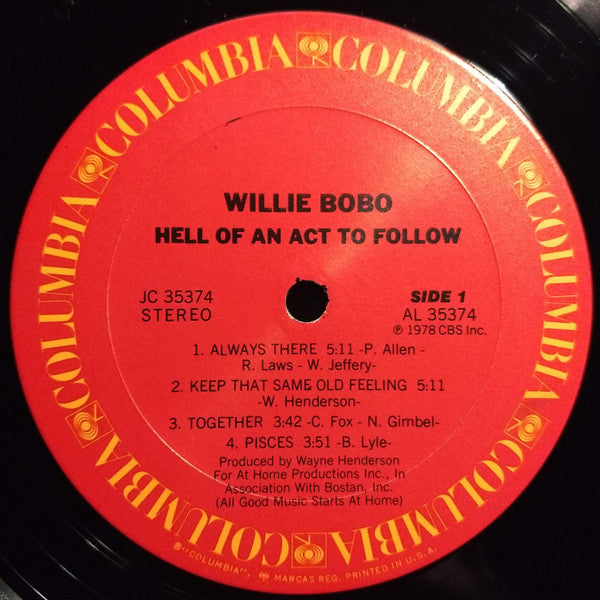 COLUMBIA COLUMBIA COLUMBIA COLUMBIA COLUMBIA COLUMBIA
WILLIE BOBO
HELL OF AN ACT TO FOLLOW
JC 35374
STEREO
SIDE 1
AL 35374
℗ 1978 CBS Inc.
1. ALWAYS THERE 5:11 -P. Allen -
R. Laws - W. Jeffery-
2. KEEP THAT SAME OLD FEELING 5:11
-W. Henderson-
3. TOGETHER 3:42 -C. Fox - N. Gimbel-
4. PISCES 3:51 -B. Lyle-
Produced by Wayne Henderson
For At Home Productions Inc., In
Association With Bostan, Inc.
(All Good Music Starts At Home)
®"COLUMBIA", MARCAS REG. PRINTED IN U.S.A.